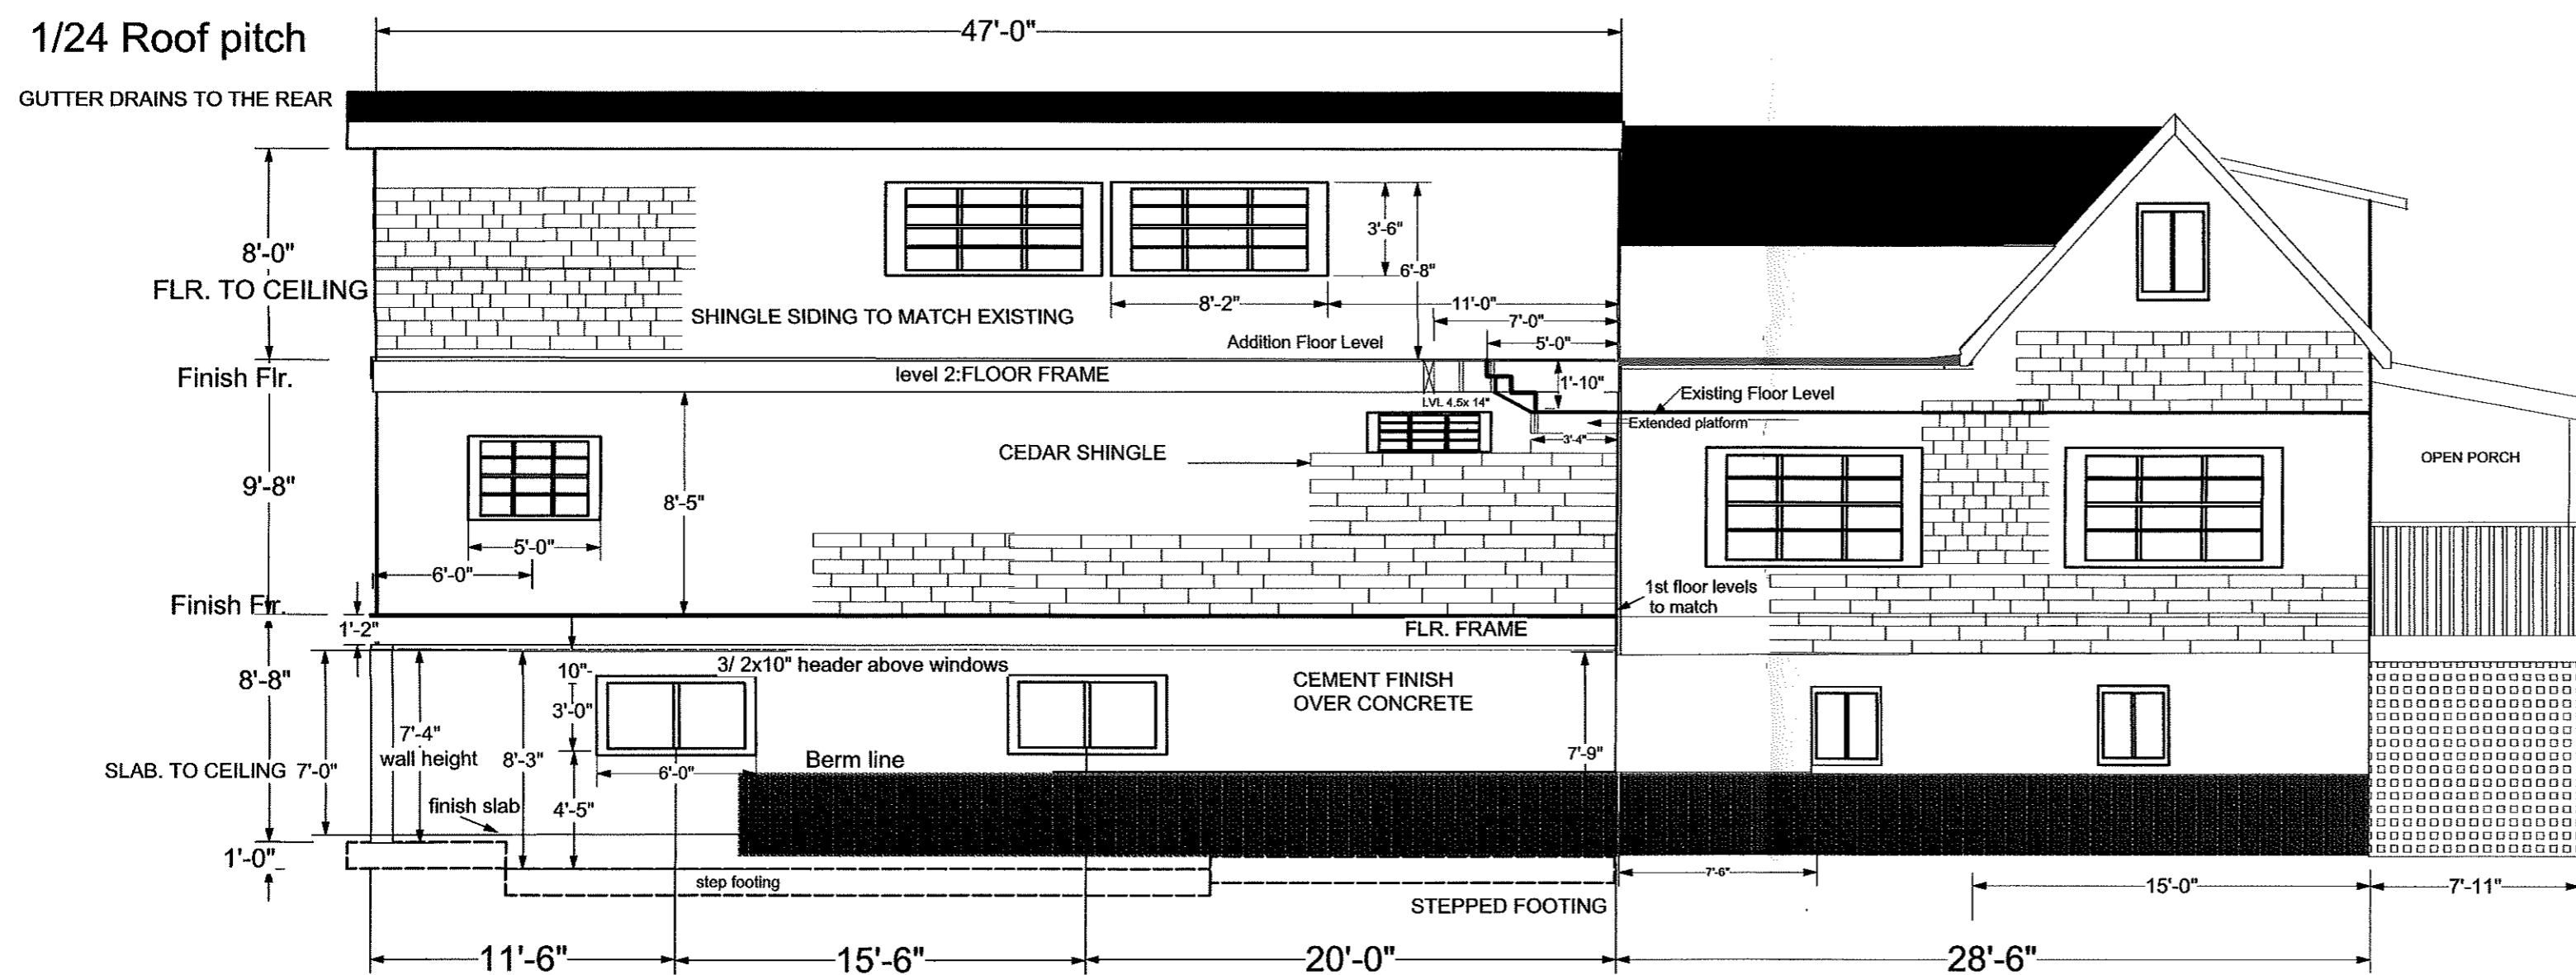 1/24 Roof pitch
47'-0"
GUTTER DRAINS TO THE REAR
8'-0"
FLR. TO CEILING
3'-6"
6'-8"
8'-2"
11'-0"
SHINGLE SIDING TO MATCH EXISTING
7'-0"
Addition Floor Level
5'-0"
Finish Flr.
level 2:FLOOR FRAME
1'-10"
LVL 4.5x 14"
Existing Floor Level
Extended platform
3'-4"
CEDAR SHINGLE
OPEN PORCH
9'-8"
8'-5"
5'-0"
6'-0"
Finish Flr.
1st floor levels
to match
1'-2"
FLR. FRAME
3/ 2x10" header above windows
10"
8'-8"
CEMENT FINISH
OVER CONCRETE
3'-0"
7'-4"
wall height
8'-3"
7'-9"
Berm line
SLAB. TO CEILING 7'-0"
6'-0"
finish slab
4'-5"
1'-0"
step footing
7'-6"
15'-0"
7'-11"
STEPPED FOOTING
11'-6"
15'-6"
20'-0"
28'-6"